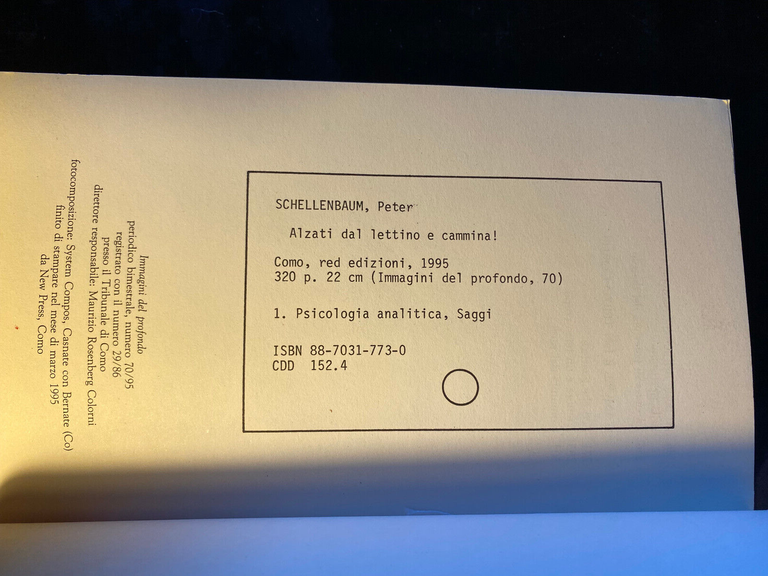 SCHELLENBAUM, Peter
Alzati dal lettino e cammina!
Como, red edizioni, 1995
320 p. 22 cm (Immagini del profondo, 70)
1. Psicologia analitica, Saggi
ISBN 88-7031-773-0
CDD 152.4
Immagini del profondo
periodico bimestrale, numero 70/95
registrato con il numero 29/86
presso il Tribunale di Como
direttore responsabile: Maurizio Rosenberg Colorni
fotocomposizione: System Compos, Casnate con Bernate (Co)
finito di stampare nel mese di marzo 1995
da New Press, Como